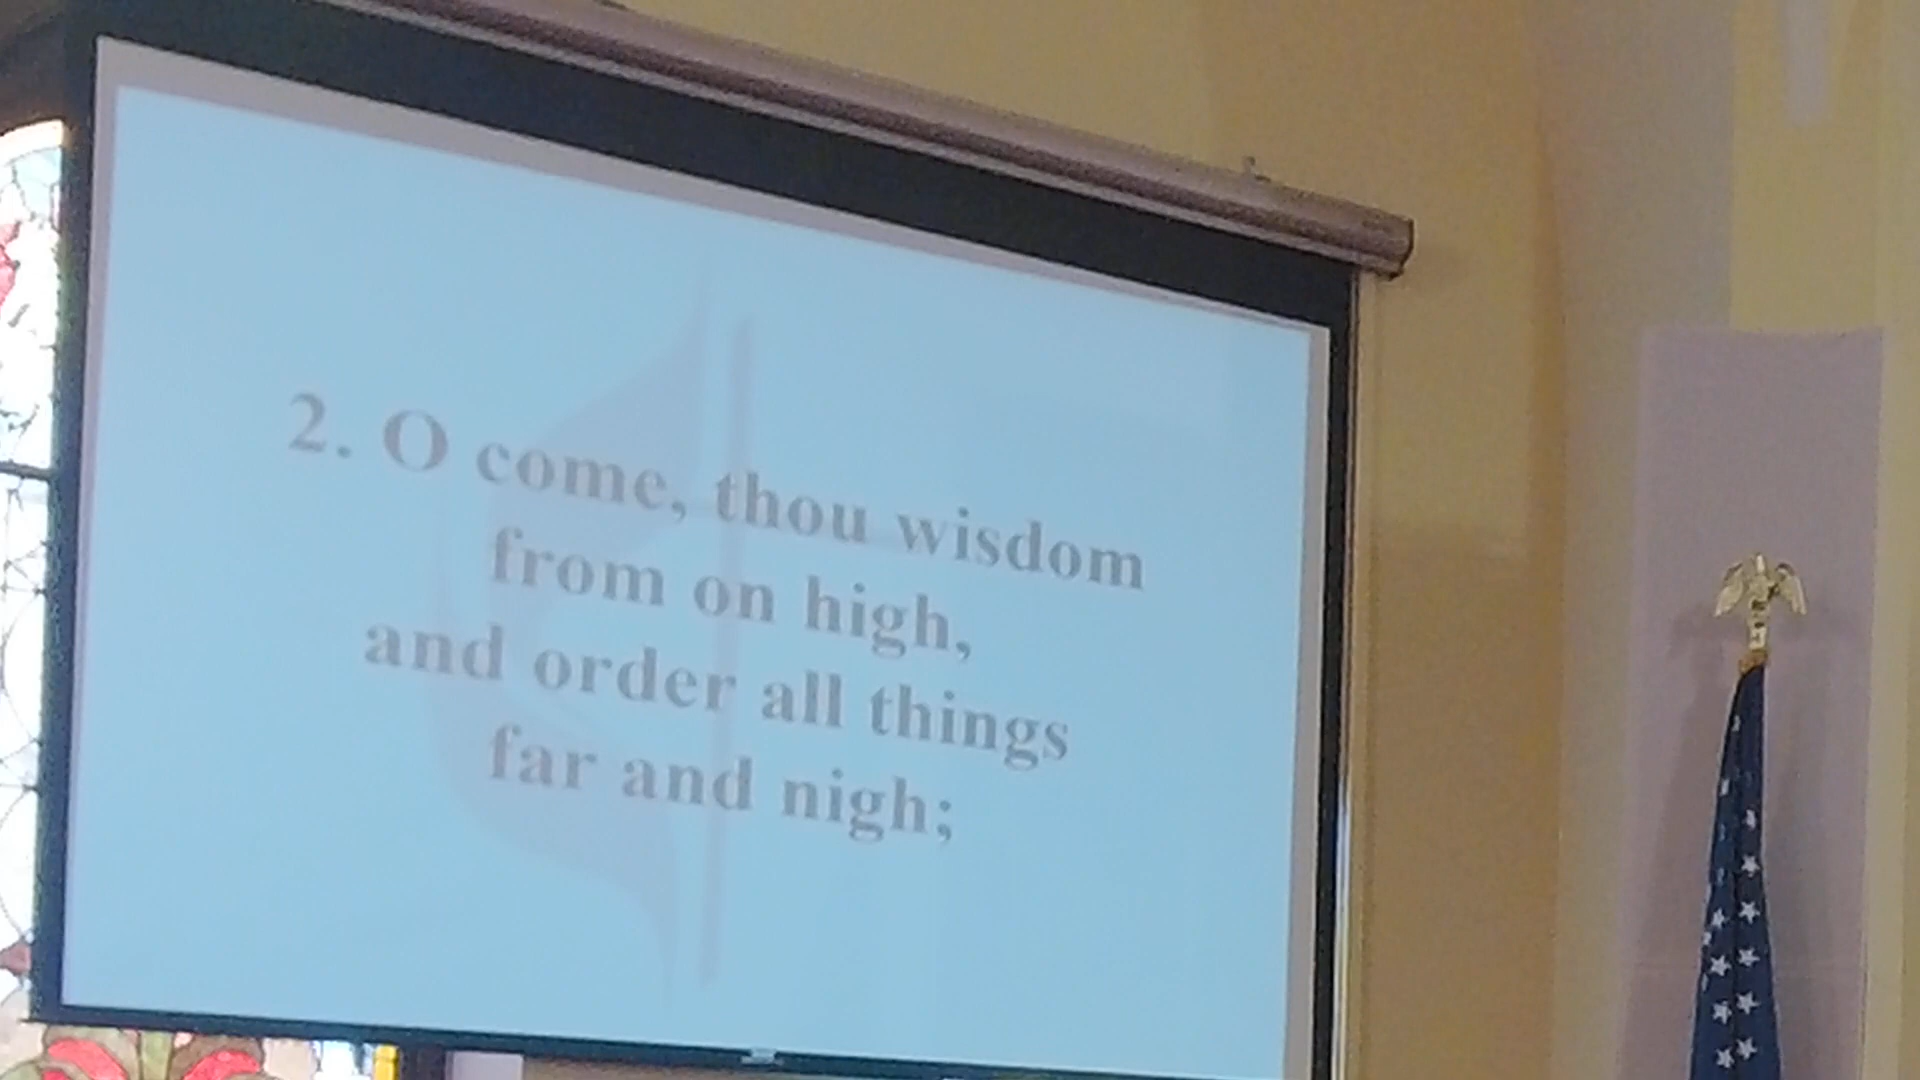 2. O come, thou wisdom
from on high,
and order all things
far and nigh;